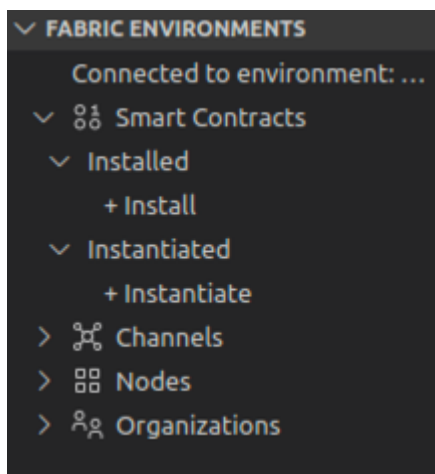 FABRIC ENVIRONMENTS
Connected to environment: ...
Smart Contracts
Installed
+ Install
Instantiated
+ Instantiate
Channels
Nodes
Organizations